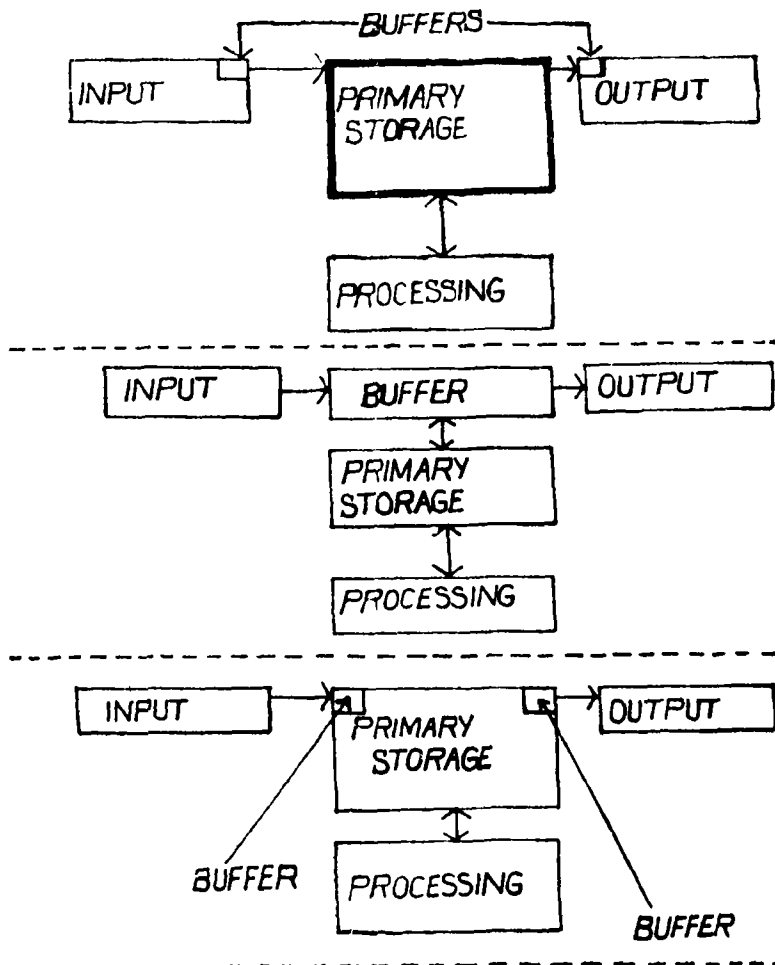 BUFFERS
INPUT
PRIMARY
STORAGE
OUTPUT
PROCESSING
INPUT
BUFFER
OUTPUT
PRIMARY
STORAGE
PROCESSING
INPUT
PRIMARY
STORAGE
OUTPUT
BUFFER
PROCESSING
BUFFER